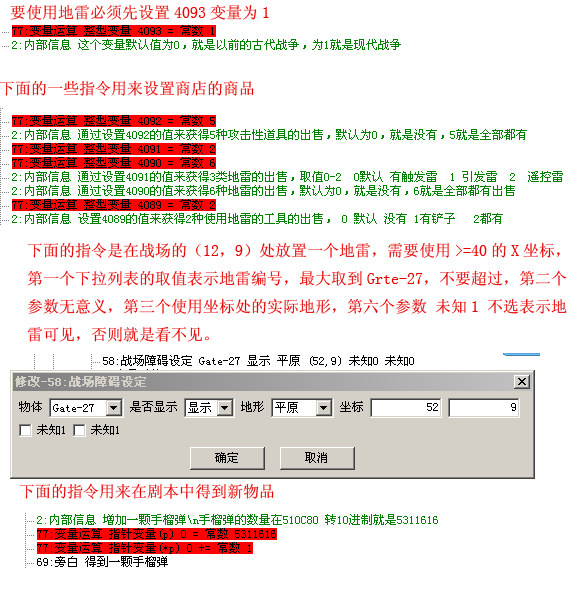 要使用地雷必须先设置4093变量为1
77:变量运算 整型变量 4093 = 常数 1
2:内部信息 这个变量默认值为0，就是以前的古代战争，为1就是现代战争
下面的一些指令用来设置商店的商品
77:变量运算 整型变量 4092 = 常数 5
2:内部信息 通过设置4092的值来获得5种攻击性道具的出售，默认为0，就是没有，5就是全部都有
77:变量运算 整型变量 4091 = 常数 2
77:变量运算 整型变量 4090 = 常数 6
2:内部信息 通过设置4091的值来获得3类地雷的出售，取值0-2 0默认 有触发雷 1 引发雷 2 遥控雷
2:内部信息 通过设置4090的值来获得6种地雷的出售，默认为0，就是没有，6就是全部都有出售
77:变量运算 整型变量 4089 = 常数 2
2:内部信息 设置4089的值来获得2种使用地雷的工具的出售， 0 默认 没有 1有铲子 2都有
下面的指令是在战场的（12，9）处放置一个地雷，需要使用 >=40 的 X 坐标，
第一个下拉列表的取值表示地雷编号，最大取到 Grte-27，不要超过，第二个
参数无意义，第三个使用坐标处的实际地形，第六个参数 未知1 不选表示地
雷可见，否则就是看不见。
58:战场障碍设定 Gate-27 显示 平原 (52,9) 未知0 未知0
修改-58:战场障碍设定
物体 Gate-27 是否显示 显示 地形 平原 坐标 52 9
未知1 未知1
确定 取消
下面的指令用来在剧本中得到新物品
2:内部信息 增加一颗手榴弹\n手榴弹的数量在510C80 转10进制就是5311616
77:变量运算 指针变量(p) 0 = 常数 5311616
77:变量运算 指针变量(*p) 0 += 常数 1
69:旁白 得到一颗手榴弹